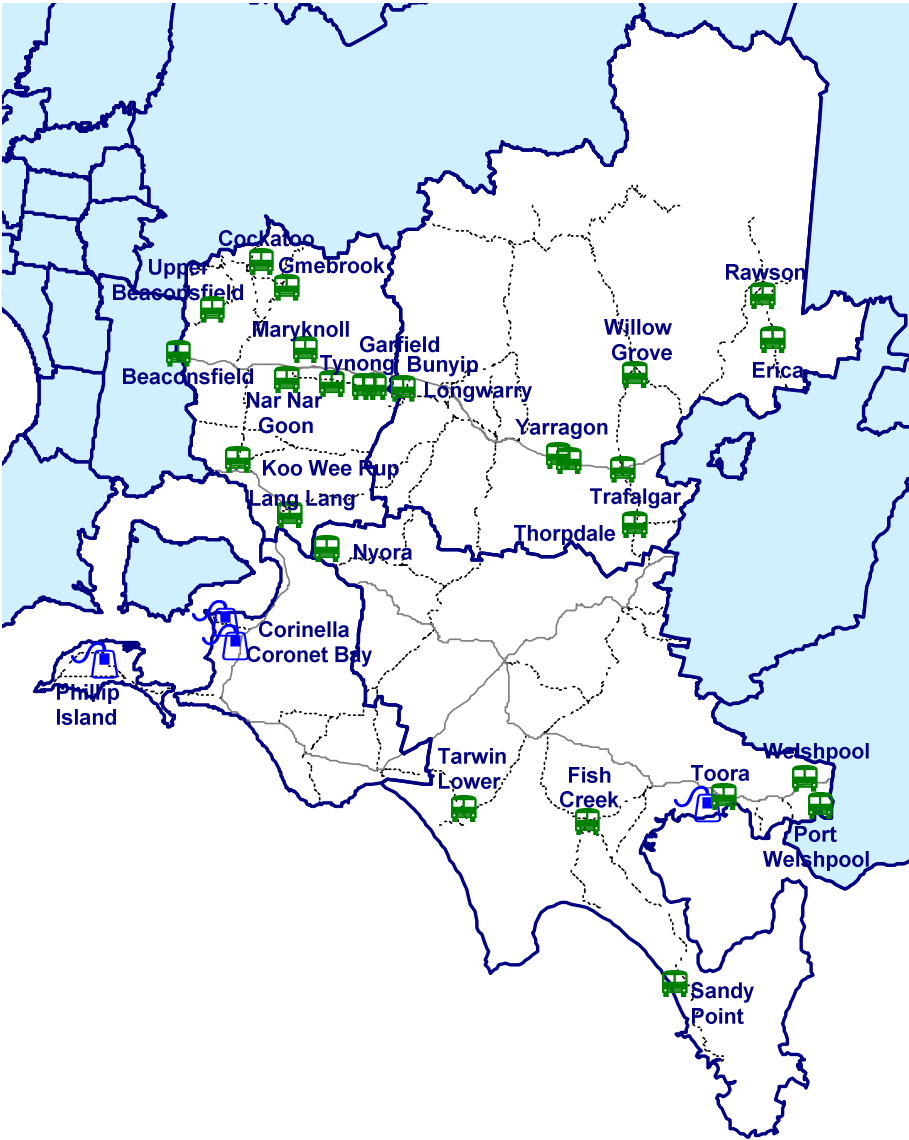 Cockatoo
Upper
Beaconsfield
Gmebrook
Rawson
Maryknoll
Willow
Grove
Garfield
Tynong
Bunyip
Erica
Beaconsfield
Longwarry
Nar Nar
Goon
Yarragon
Koo Wee Rup
Lang Lang
Trafalgar
Thorpdale
Nyora
Corinella
Coronet Bay
Phillip
Island
Tarwin
Lower
Fish
Creek
Toora
Welshpool
Port
Welshpool
Sandy
Point